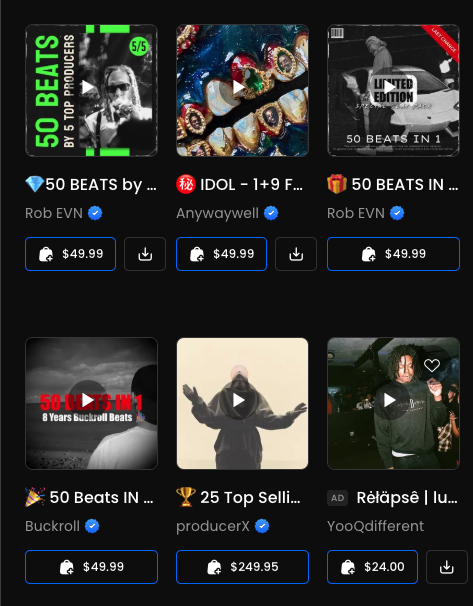 50 BEATS
BY 5 TOP PRODUCERS
5/5
LAST CHANCE
LIMITED
EDITION
50 BEATS IN 1
💎50 BEATS by ...
㊙️ IDOL - 1+9 F...
🎁 50 BEATS IN ...
Rob EVN
Anywaywell
Rob EVN
$49.99
$49.99
$49.99
50 BEATS IN 1
8 Years Buckroll Beats
🎉 50 Beats IN ...
🏆 25 Top Selli...
AD Rėłäpsê | lu...
Buckroll
producerX
YooQdifferent
$49.99
$249.95
$24.00